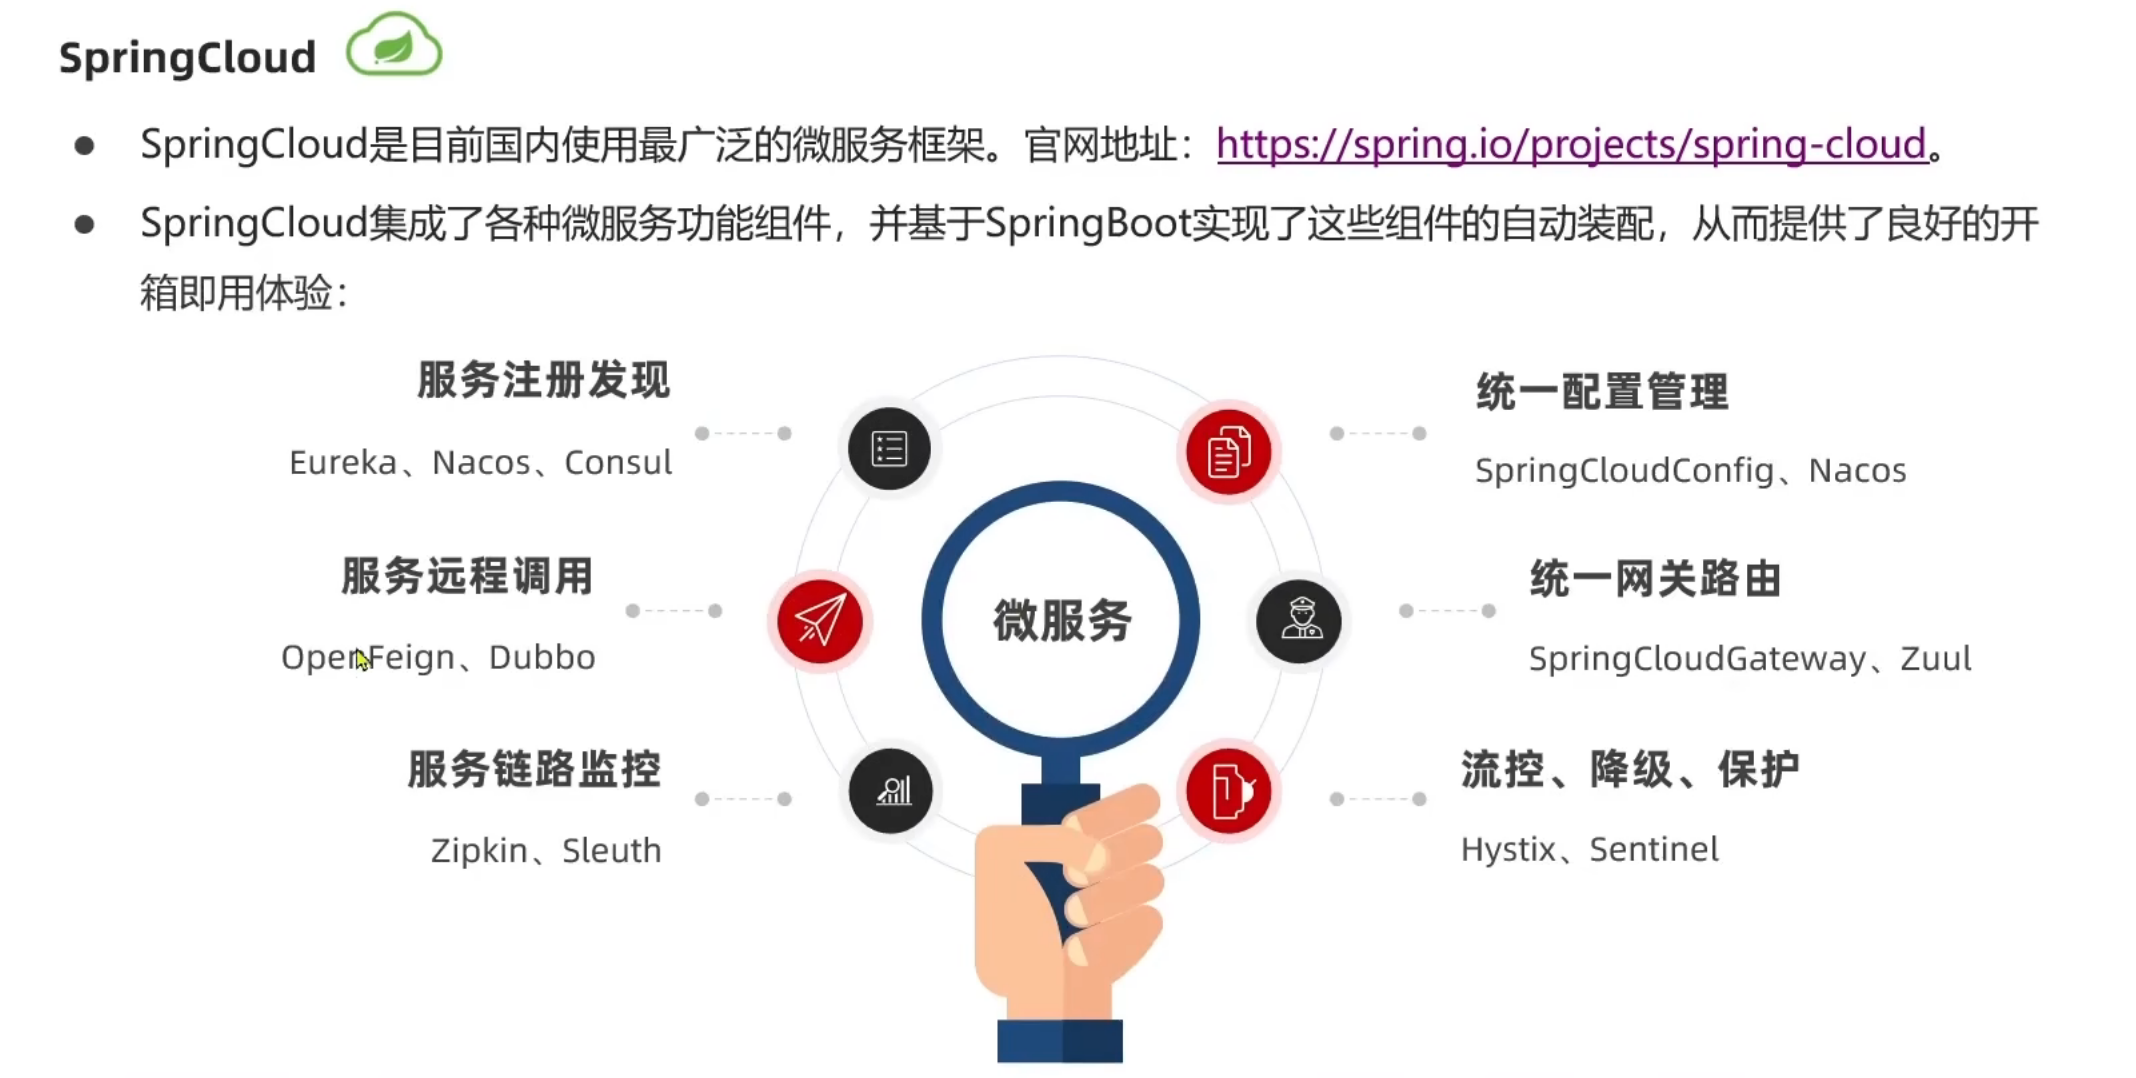 SpringCloud
● SpringCloud是目前国内使用最广泛的微服务框架。官网地址：https://spring.io/projects/spring-cloud。
● SpringCloud集成了各种微服务功能组件，并基于SpringBoot实现了这些组件的自动装配，从而提供了良好的开
箱即用体验：
服务注册发现
Eureka、Nacos、Consul
服务远程调用
OpenFeign、Dubbo
服务链路监控
Zipkin、Sleuth
微服务
统一配置管理
SpringCloudConfig、Nacos
统一网关路由
SpringCloudGateway、Zuul
流控、降级、保护
Hystix、Sentinel